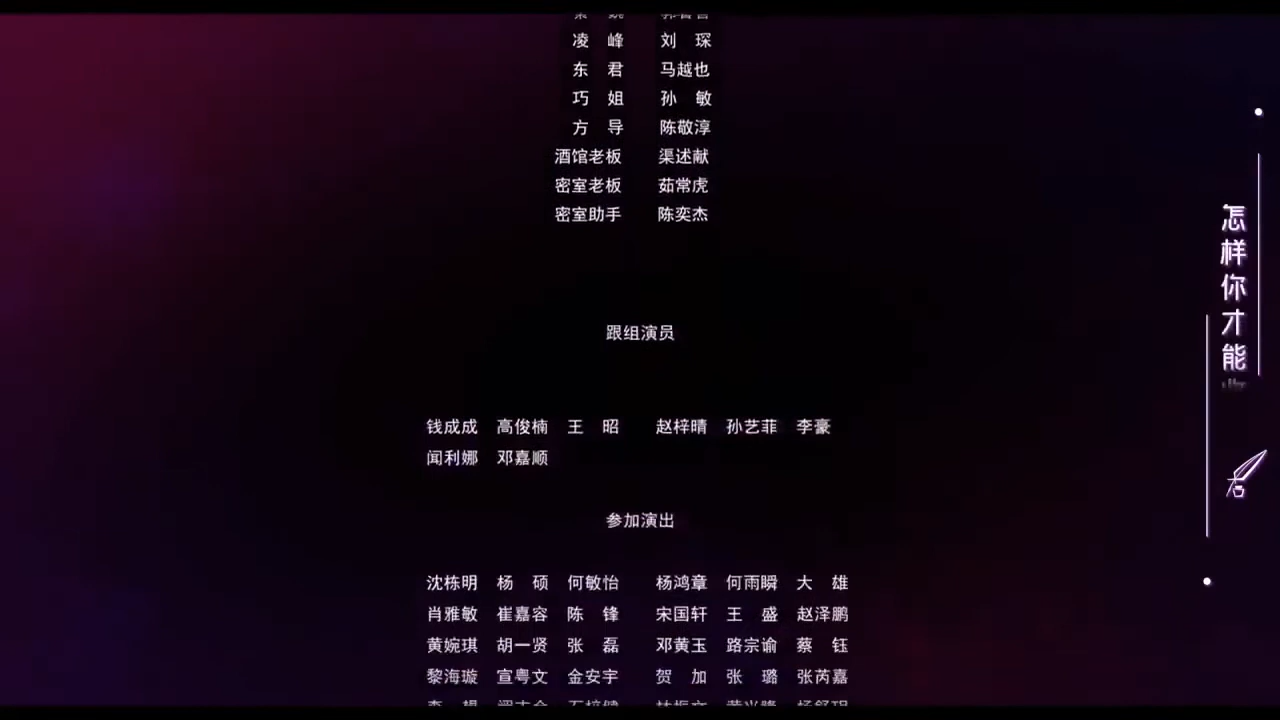 凌 峰 刘 琛
东 君 马越也
巧 姐 孙 敏
方 导 陈敬淳
酒馆老板 渠述献
密室老板 茹常虎
密室助手 陈奕杰
跟组演员
钱成成 高俊楠 王 昭 赵梓晴 孙艺菲 李豪
闻利娜 邓嘉顺
参加演出
沈栋明 杨 硕 何敏怡 杨鸿章 何雨瞬 大 雄
肖雅敏 崔嘉容 陈 锋 宋国轩 王 盛 赵泽鹏
黄婉琪 胡一贤 张 磊 邓黄玉 路宗谕 蔡 钰
黎海璇 宣粤文 金安宇 贺 加 张 璐 张芮嘉
怎样你才能